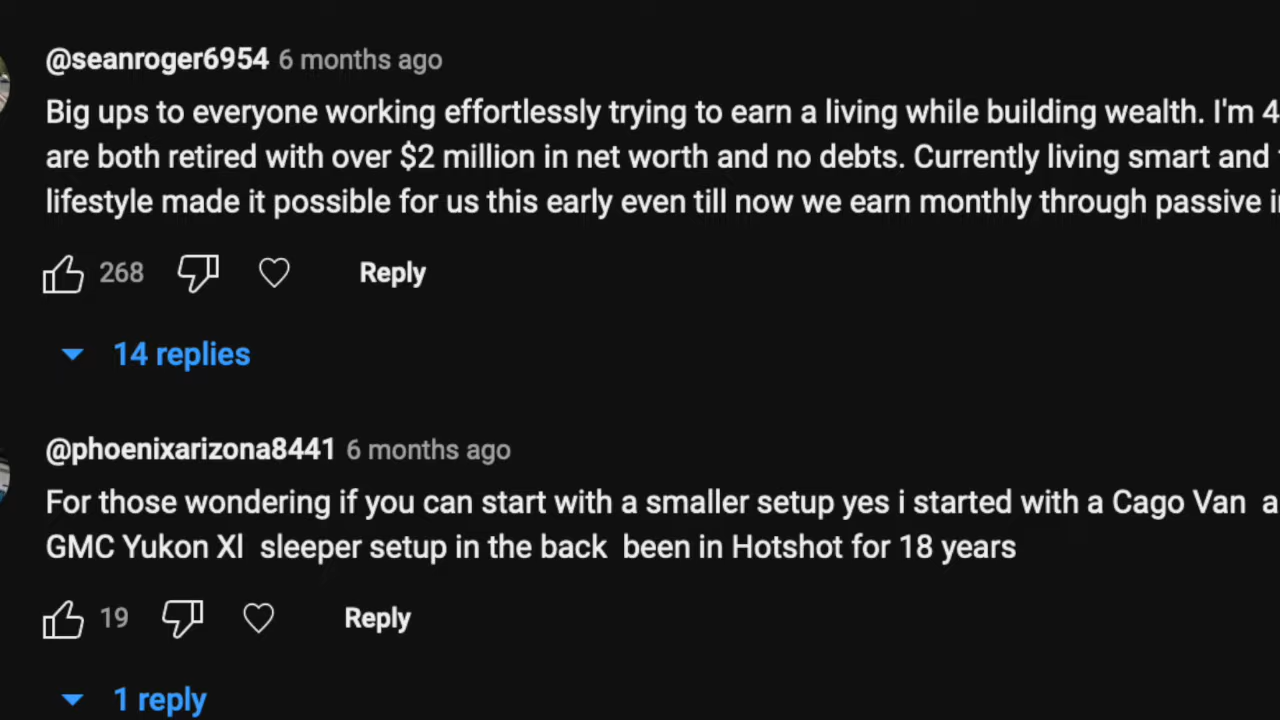 @seanroger6954 6 months ago
Big ups to everyone working effortlessly trying to earn a living while building wealth. I'm 4
are both retired with over $2 million in net worth and no debts. Currently living smart and
lifestyle made it possible for us this early even till now we earn monthly through passive
268 Reply
14 replies
@phoenixarizona8441 6 months ago
For those wondering if you can start with a smaller setup yes i started with a Cago Van a
GMC Yukon Xl sleeper setup in the back been in Hotshot for 18 years
19 Reply
1 reply